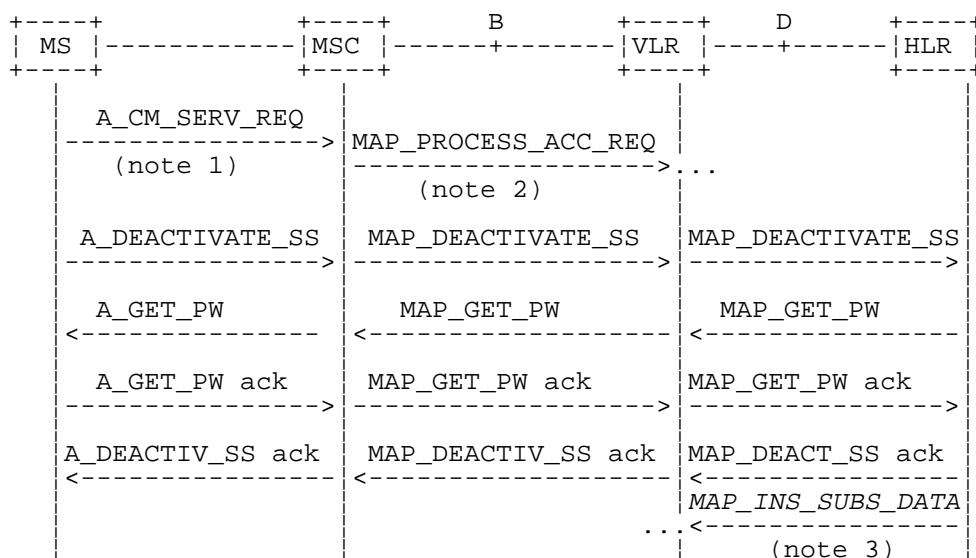 B D
MS MSC VLR HLR
A_CM_SERV_REQ
MAP_PROCESS_ACC_REQ
(note 1) ...
(note 2)
A_DEACTIVATE_SS MAP_DEACTIVATE_SS MAP_DEACTIVATE_SS
A_GET_PW MAP_GET_PW MAP_GET_PW
A_GET_PW ack MAP_GET_PW ack MAP_GET_PW ack
A_DEACTIV_SS ack MAP_DEACTIV_SS ack MAP_DEACT_SS ack
MAP_INS_SUBS_DATA
...
(note 3)